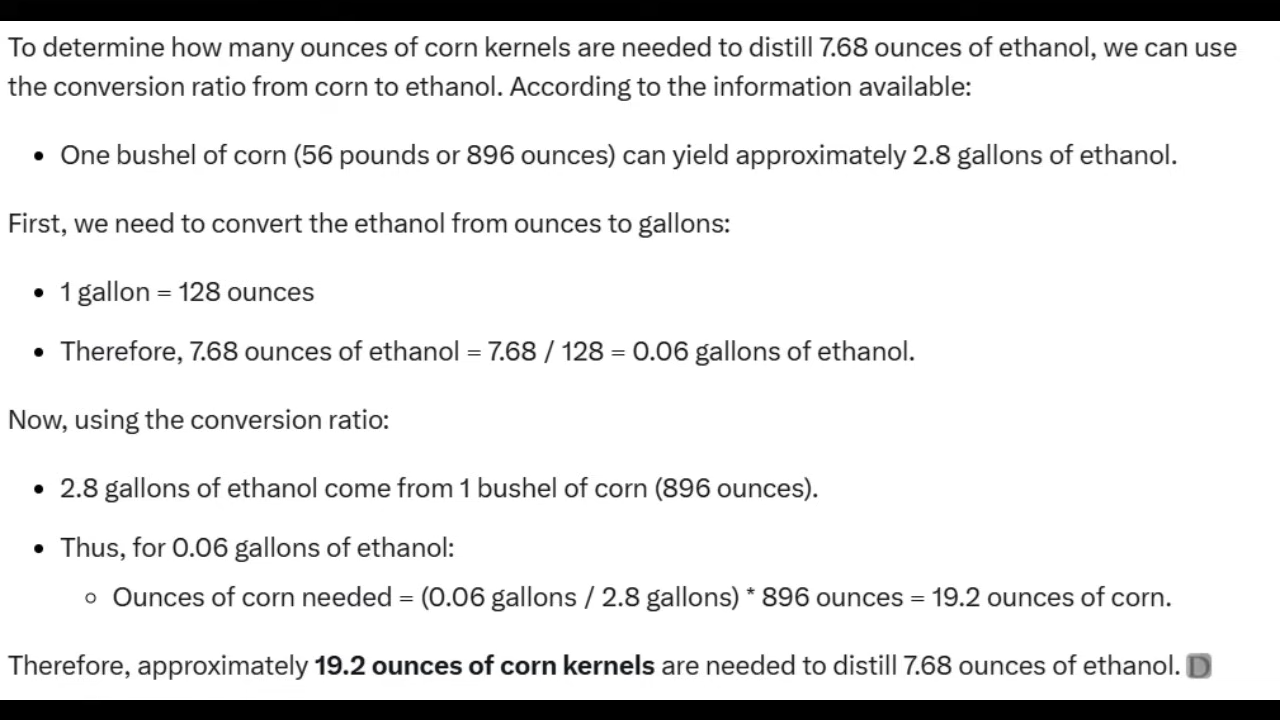 To determine how many ounces of corn kernels are needed to distill 7.68 ounces of ethanol, we can use
the conversion ratio from corn to ethanol. According to the information available:
• One bushel of corn (56 pounds or 896 ounces) can yield approximately 2.8 gallons of ethanol.
First, we need to convert the ethanol from ounces to gallons:
• 1 gallon = 128 ounces
• Therefore, 7.68 ounces of ethanol = 7.68 / 128 = 0.06 gallons of ethanol.
Now, using the conversion ratio:
• 2.8 gallons of ethanol come from 1 bushel of corn (896 ounces).
• Thus, for 0.06 gallons of ethanol:
◦ Ounces of corn needed = (0.06 gallons / 2.8 gallons) * 896 ounces = 19.2 ounces of corn.
Therefore, approximately 19.2 ounces of corn kernels are needed to distill 7.68 ounces of ethanol. D